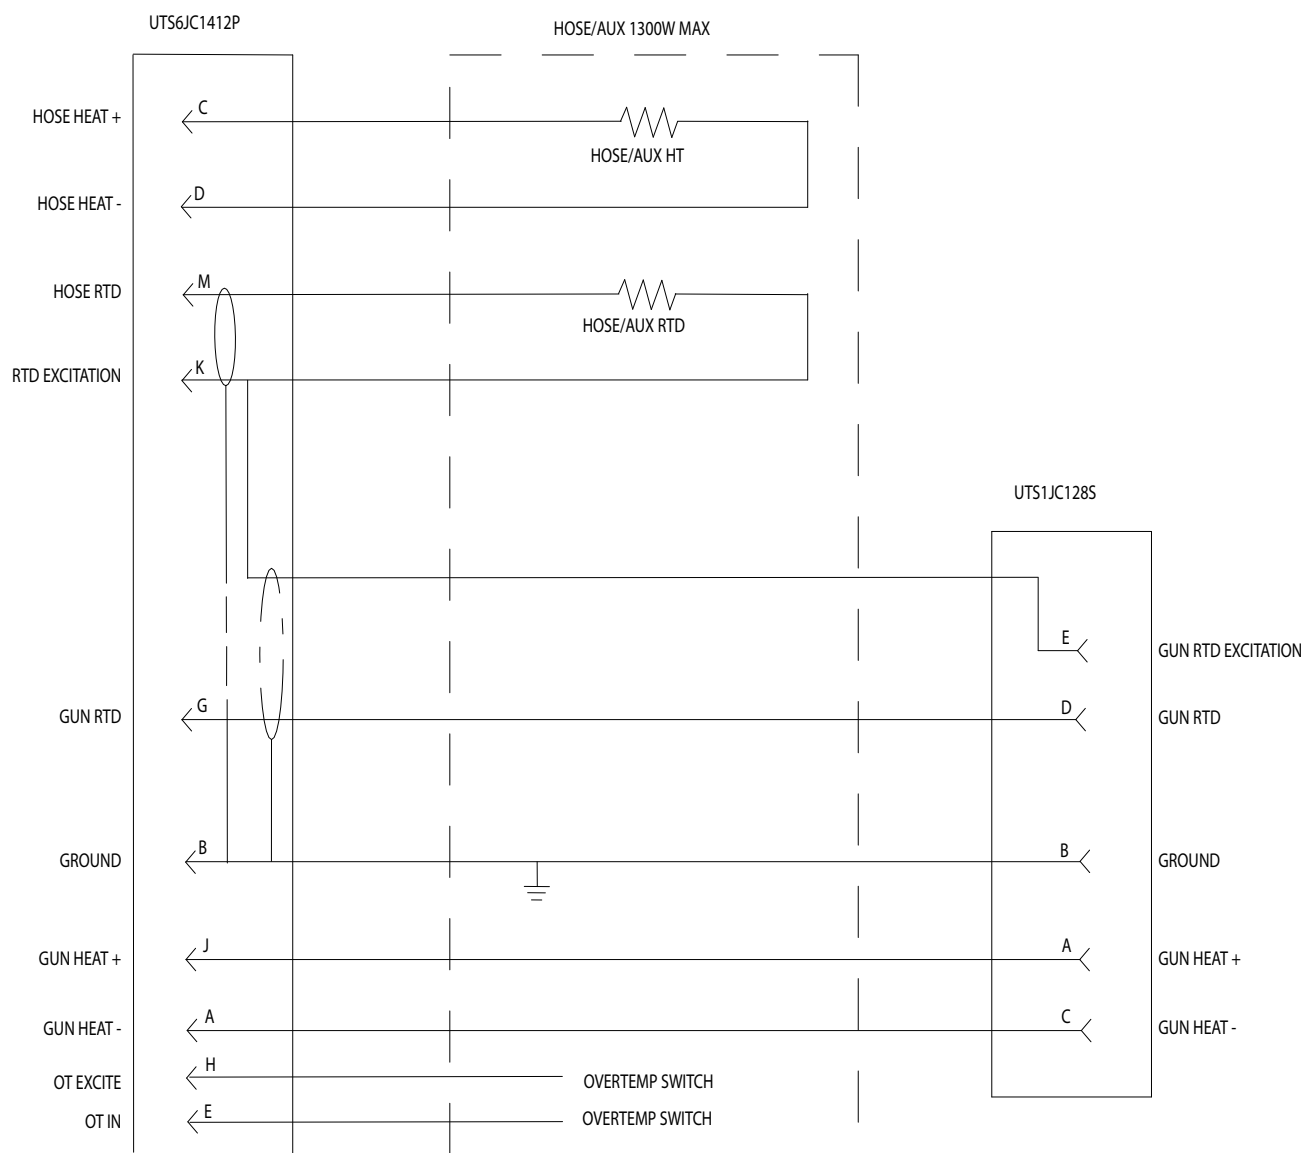 UTS6JC1412P
HOSE/AUX 1300W MAX
HOSE HEAT +
C
HOSE/AUX HT
HOSE HEAT -
D
HOSE RTD
M
HOSE/AUX RTD
RTD EXCITATION
K
UTS1JC128S
E
GUN RTD EXCITATION
GUN RTD
G
D
GUN RTD
GROUND
B
B
GROUND
GUN HEAT +
J
A
GUN HEAT +
GUN HEAT -
A
C
GUN HEAT -
OT EXCITE
H
OVERTEMP SWITCH
OT IN
E
OVERTEMP SWITCH